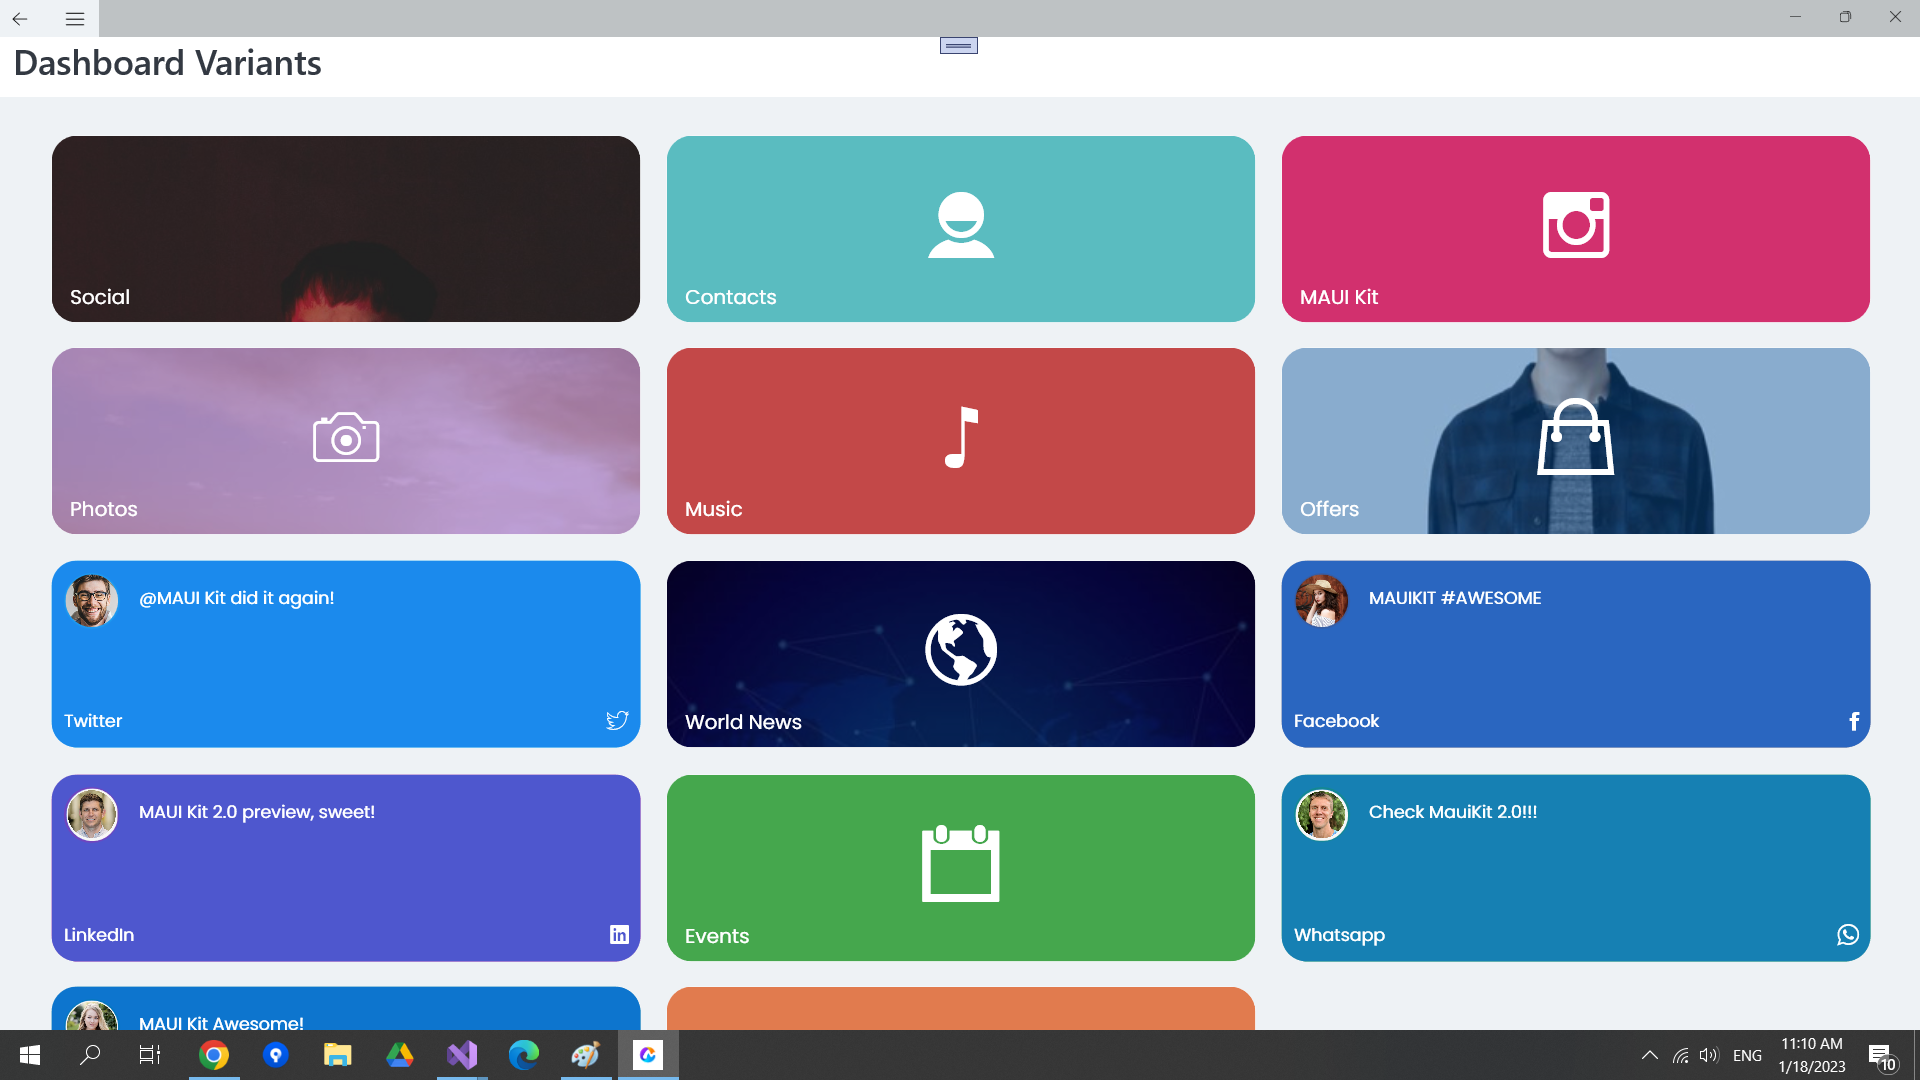 Dashboard Variants
Social
Contacts
MAUI Kit
Photos
Music
Offers
@MAUI Kit did it again!
Twitter
World News
MAUIKIT #AWESOME
Facebook
f
MAUI Kit 2.0 preview, sweet!
LinkedIn
in
Events
Check MauiKit 2.0!!!
Whatsapp
MAUI Kit Awesome!
ENG
11:10 AM
1/18/2023
10